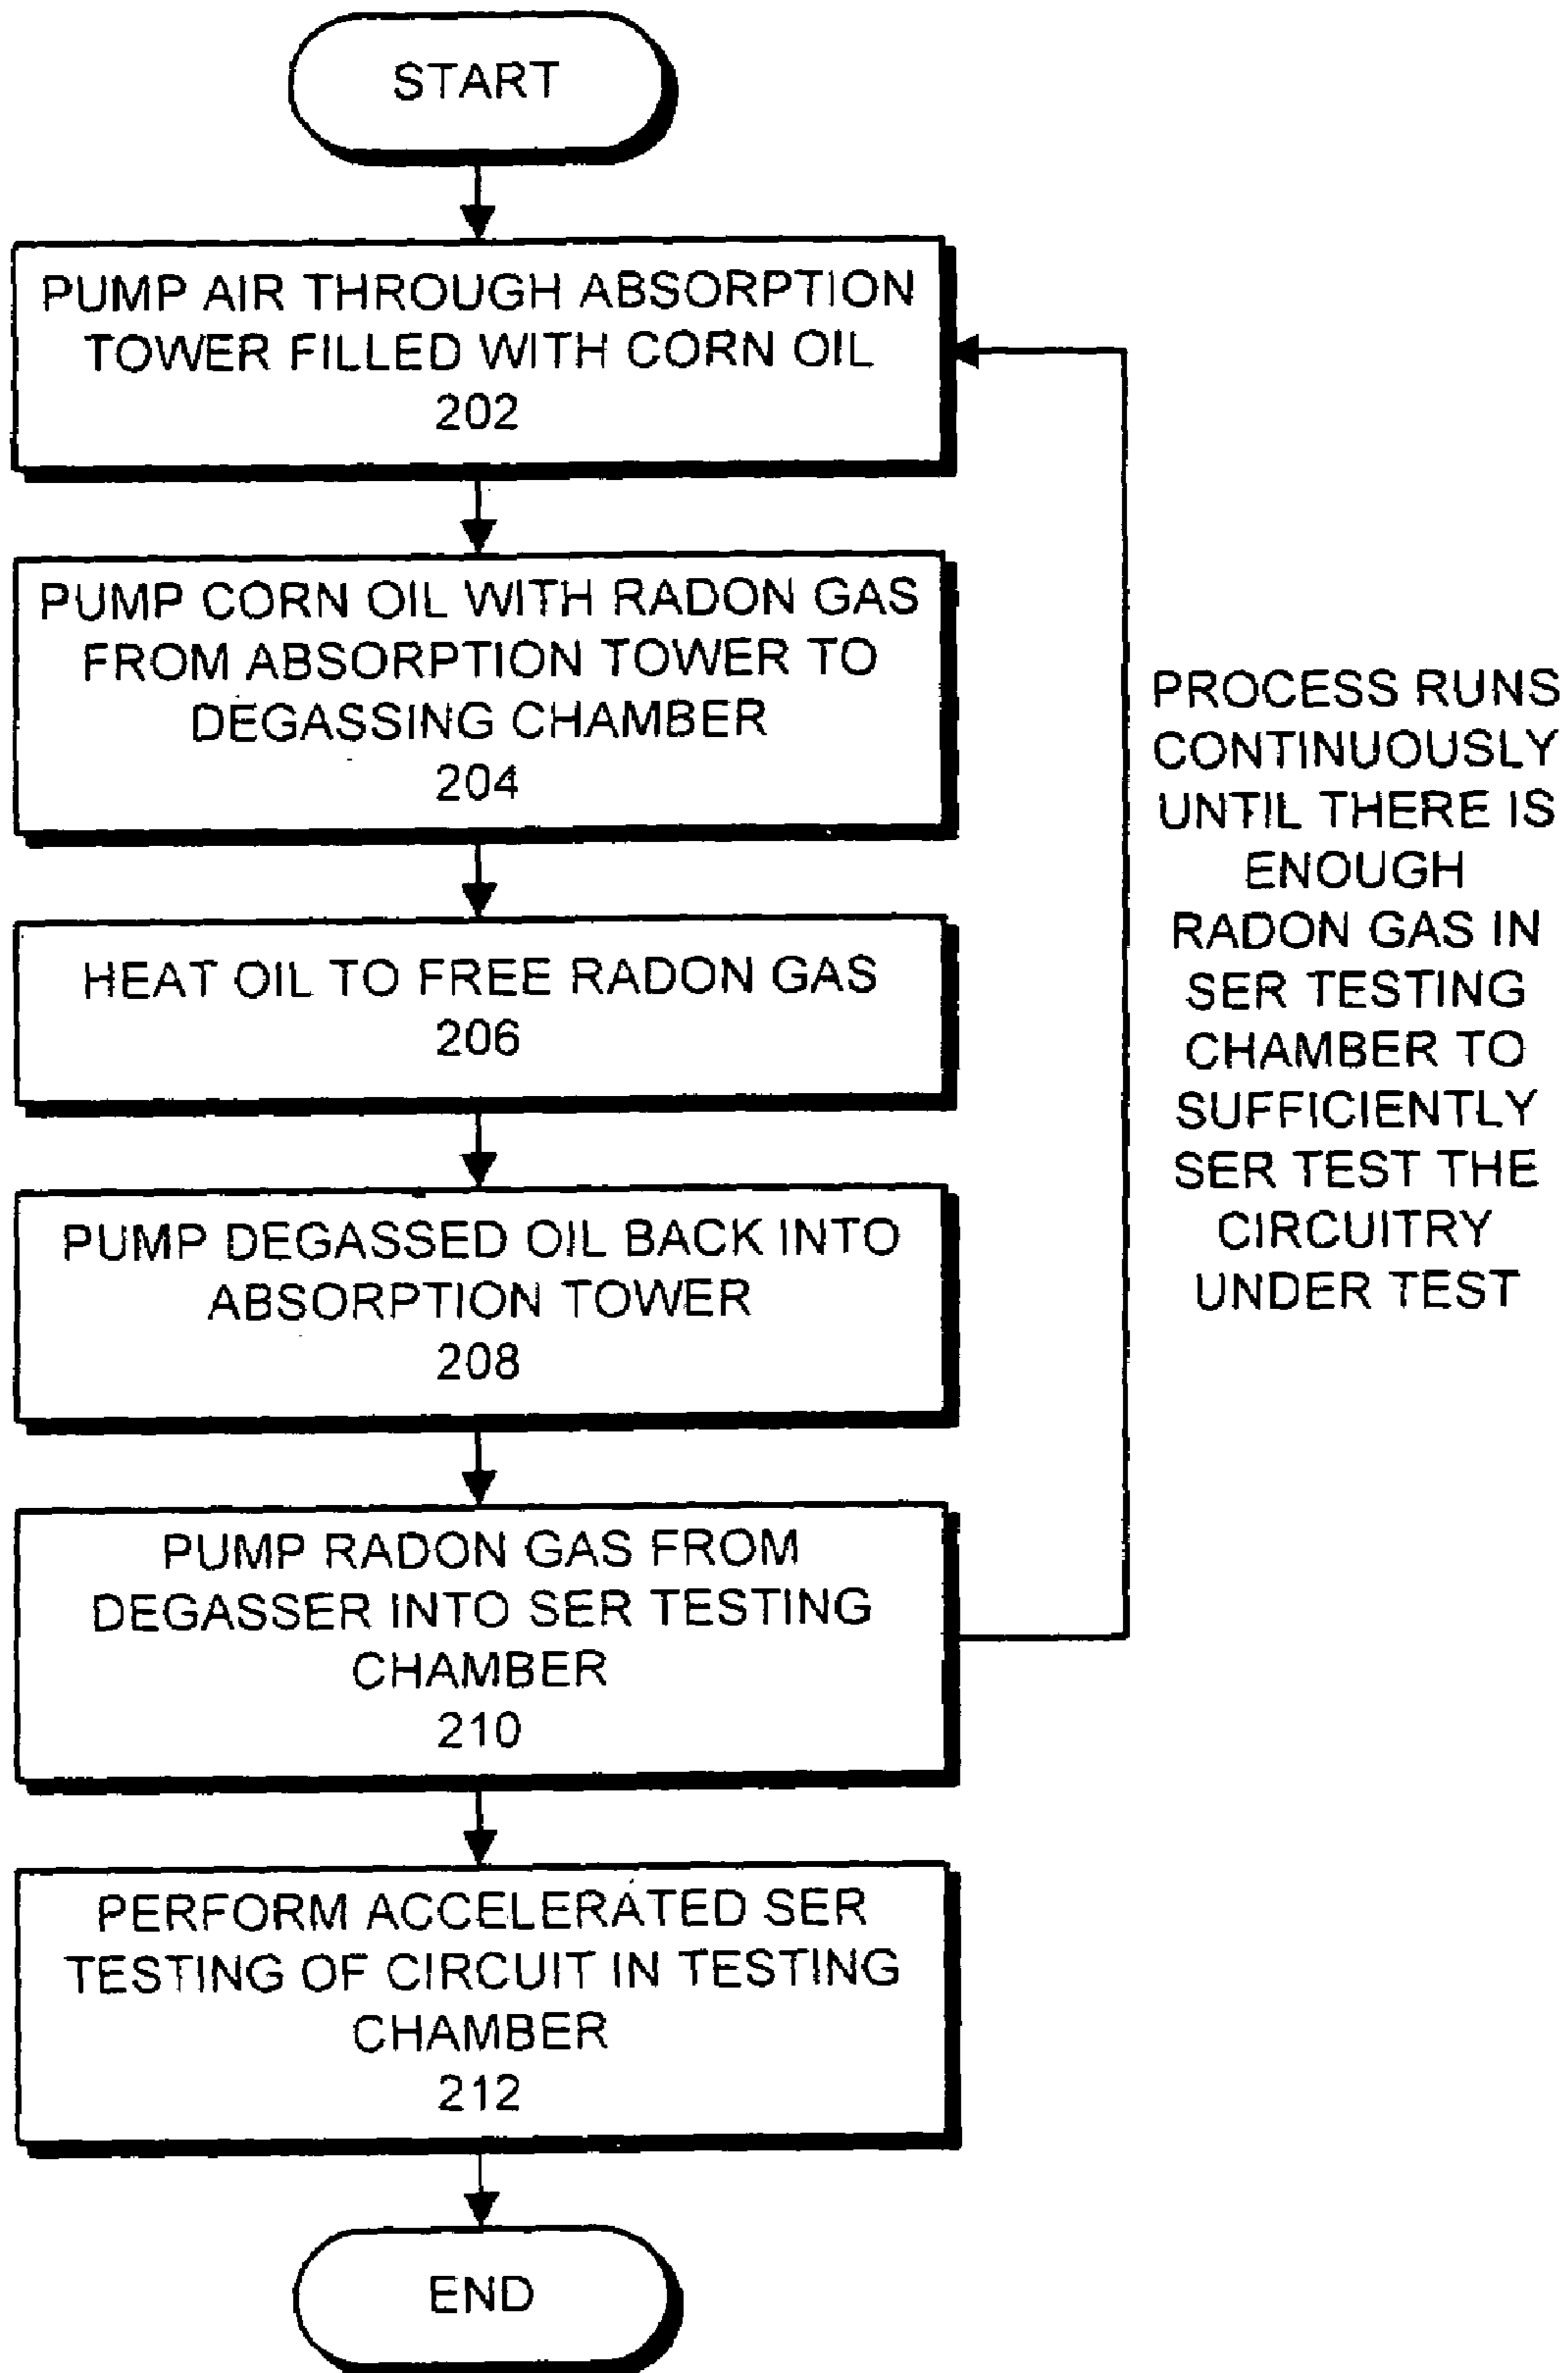 START
PUMP AIR THROUGH ABSORPTION
TOWER FILLED WITH CORN OIL
202
PUMP CORN OIL WITH RADON GAS
FROM ABSORPTION TOWER TO
DEGASSING CHAMBER
204
HEAT OIL TO FREE RADON GAS
206
PUMP DEGASSED OIL BACK INTO
ABSORPTION TOWER
208
PUMP RADON GAS FROM
DEGASSER INTO SER TESTING
CHAMBER
210
PROCESS RUNS
CONTINUOUSLY
UNTIL THERE IS
ENOUGH
RADON GAS IN
SER TESTING
CHAMBER TO
SUFFICIENTLY
SER TEST THE
CIRCUITRY
UNDER TEST
PERFORM ACCELERATED SER
TESTING OF CIRCUIT IN TESTING
CHAMBER
212
END